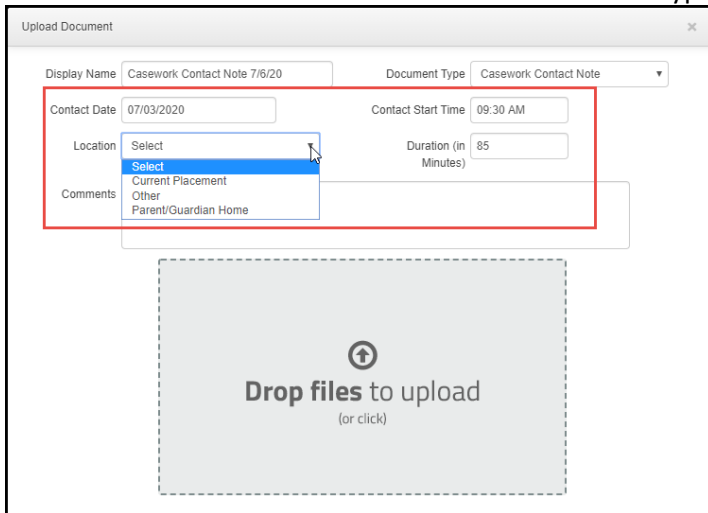 Upload Document ×
Display Name Casework Contact Note 7/6/20 Document Type Casework Contact Note
Contact Date 07/03/2020 Contact Start Time 09:30 AM
Location Select Duration (in Minutes) 85
Select
Current Placement
Comments Other
Parent/Guardian Home
Drop files to upload
(or click)